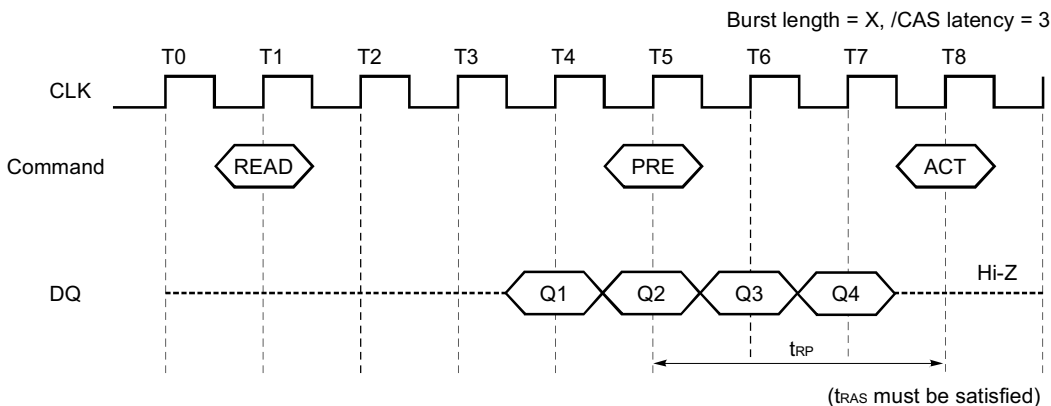 Burst length = X, /CAS latency = 3
T0 T1 T2 T3 T4 T5 T6 T7 T8
CLK
Command READ PRE ACT
Hi-Z
DQ Q1 Q2 Q3 Q4
tRP
(tRAS must be satisfied)